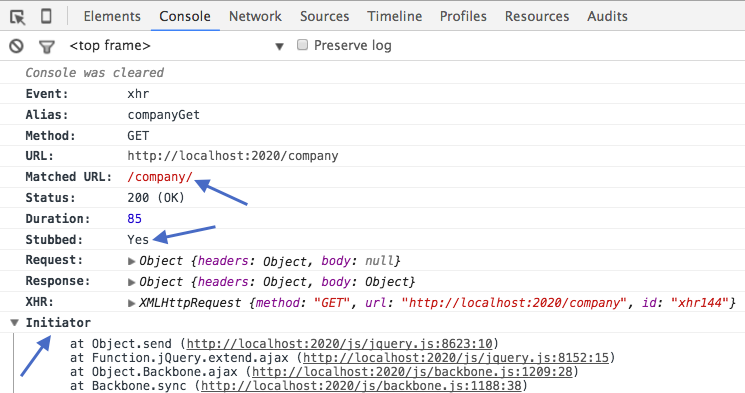 Elements Console Network Sources Timeline Profiles Resources Audits
<top frame> ▼ Preserve log
Console was cleared
Event: xhr
Alias: companyGet
Method: GET
URL: http://localhost:2020/company
Matched URL: /company/
Status: 200 (OK)
Duration: 85
Stubbed: Yes
Request: ▶ Object {headers: Object, body: null}
Response: ▶ Object {headers: Object, body: Object}
XHR: ▶ XMLHttpRequest {method: "GET", url: "http://localhost:2020/company", id: "xhr144"}
▼ Initiator
at Object.send (http://localhost:2020/js/jquery.js:8623:10)
at Function.jQuery.extend.ajax (http://localhost:2020/js/jquery.js:8152:15)
at Object.Backbone.ajax (http://localhost:2020/js/backbone.js:1209:28)
at Backbone.sync (http://localhost:2020/js/backbone.js:1188:38)